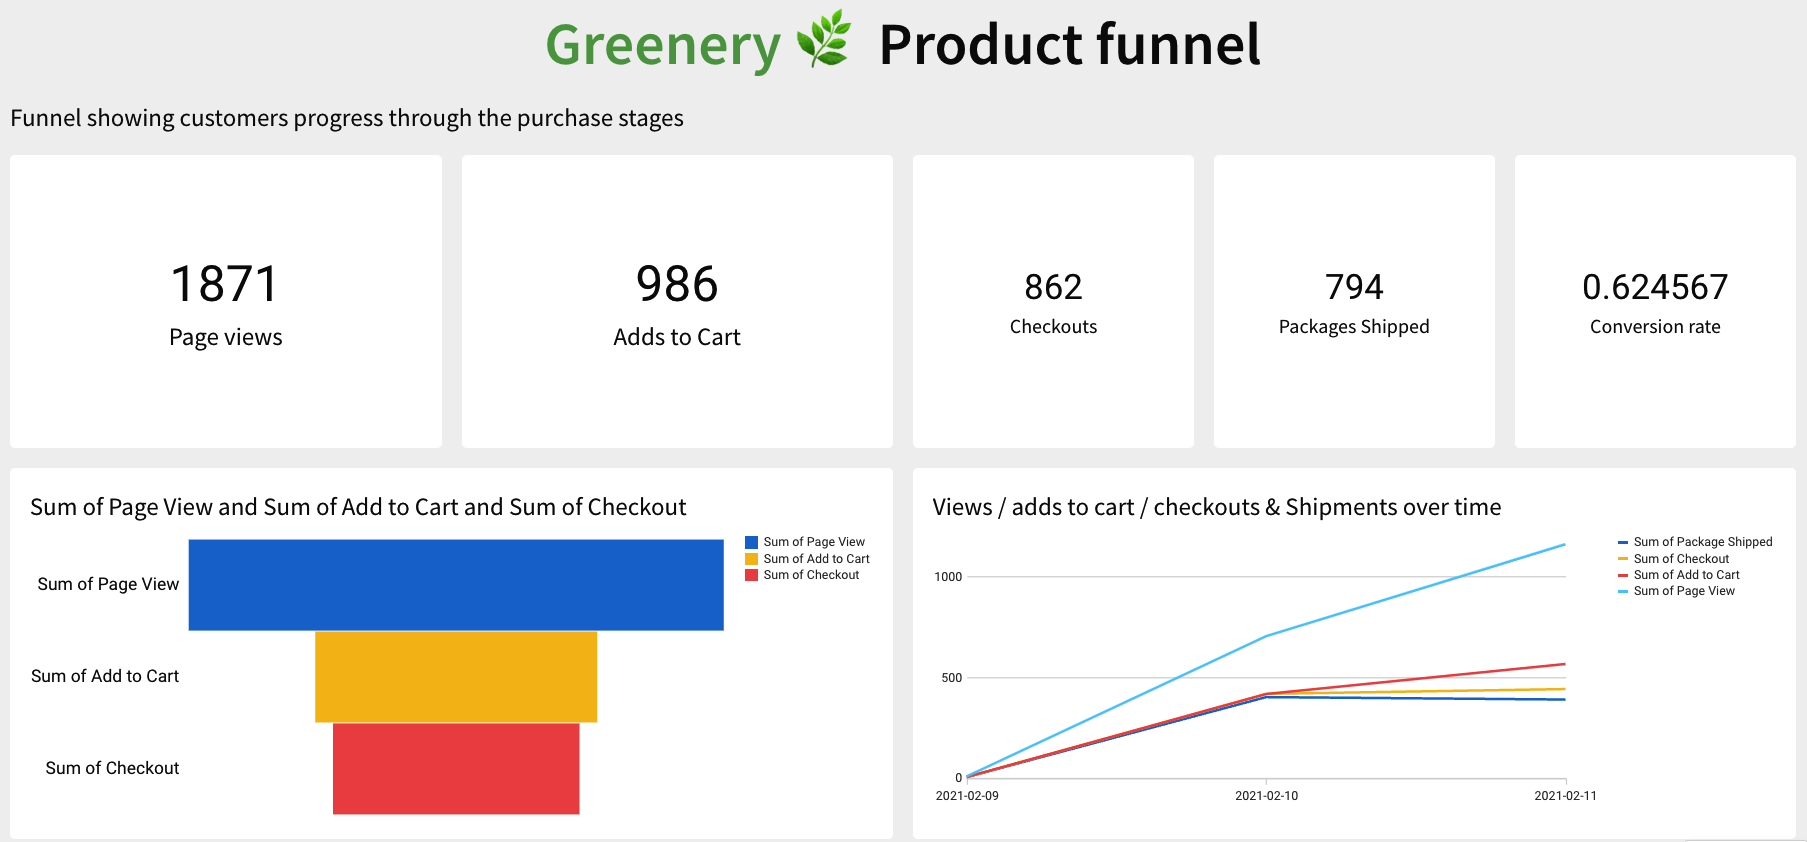 Greenery 🌿 Product funnel
Funnel showing customers progress through the purchase stages
1871
Page views
986
Adds to Cart
862
Checkouts
794
Packages Shipped
0.624567
Conversion rate
Sum of Page View and Sum of Add to Cart and Sum of Checkout
Sum of Page View
Sum of Add to Cart
Sum of Checkout
Sum of Page View
Sum of Add to Cart
Sum of Checkout
Views / adds to cart / checkouts & Shipments over time
Sum of Package Shipped
Sum of Checkout
Sum of Add to Cart
Sum of Page View
1000
500
0
2021-02-09
2021-02-10
2021-02-11